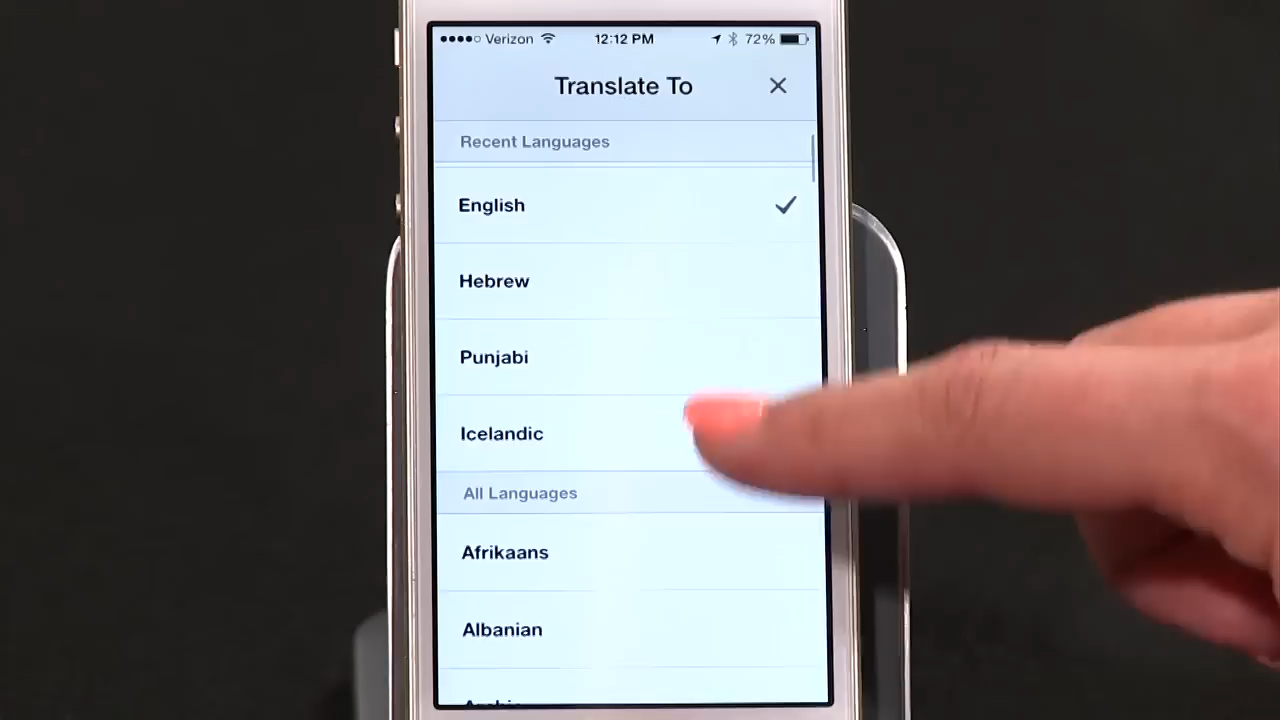 Verizon 12:12 PM 72%
Translate To
Recent Languages
English
Hebrew
Punjabi
Icelandic
All Languages
Afrikaans
Albanian